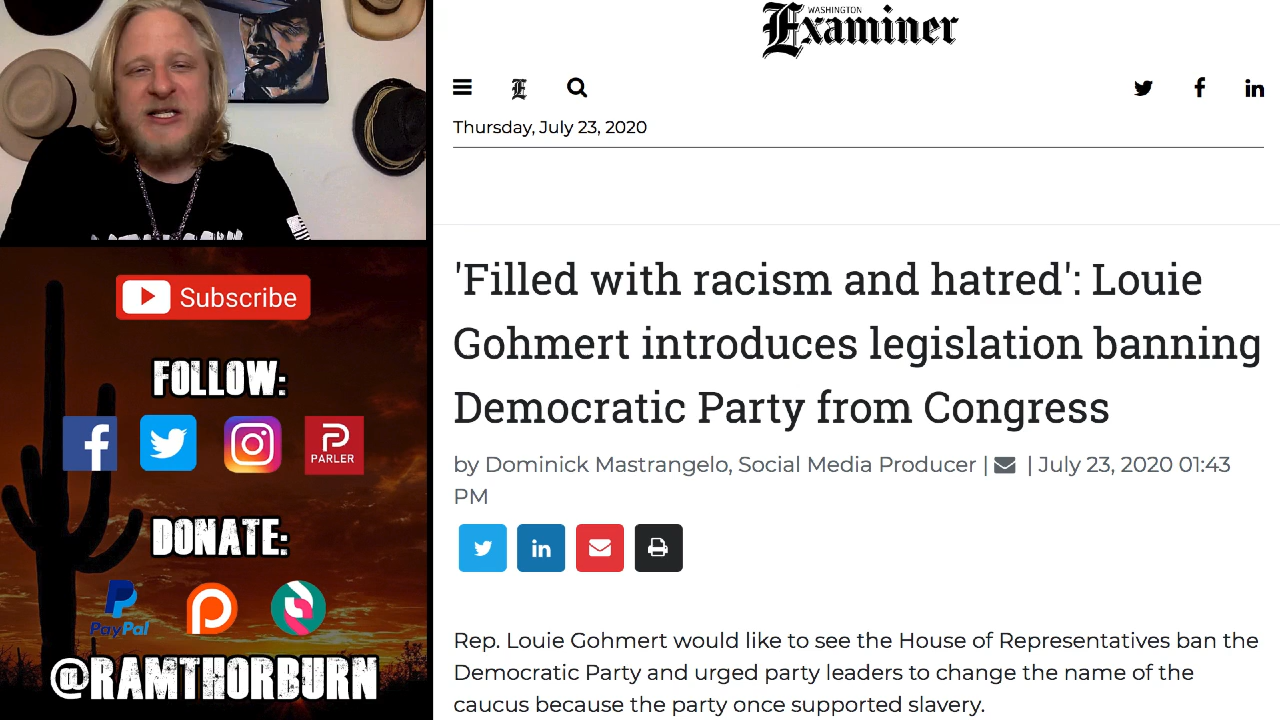 Subscribe
FOLLOW:
PARLER
DONATE:
PayPal
@RAMTHORBURN
WASHINGTON
Examiner
Thursday, July 23, 2020
'Filled with racism and hatred': Louie
Gohmert introduces legislation banning
Democratic Party from Congress
by Dominick Mastrangelo, Social Media Producer | | July 23, 2020 01:43
PM
Rep. Louie Gohmert would like to see the House of Representatives ban the
Democratic Party and urged party leaders to change the name of the
caucus because the party once supported slavery.